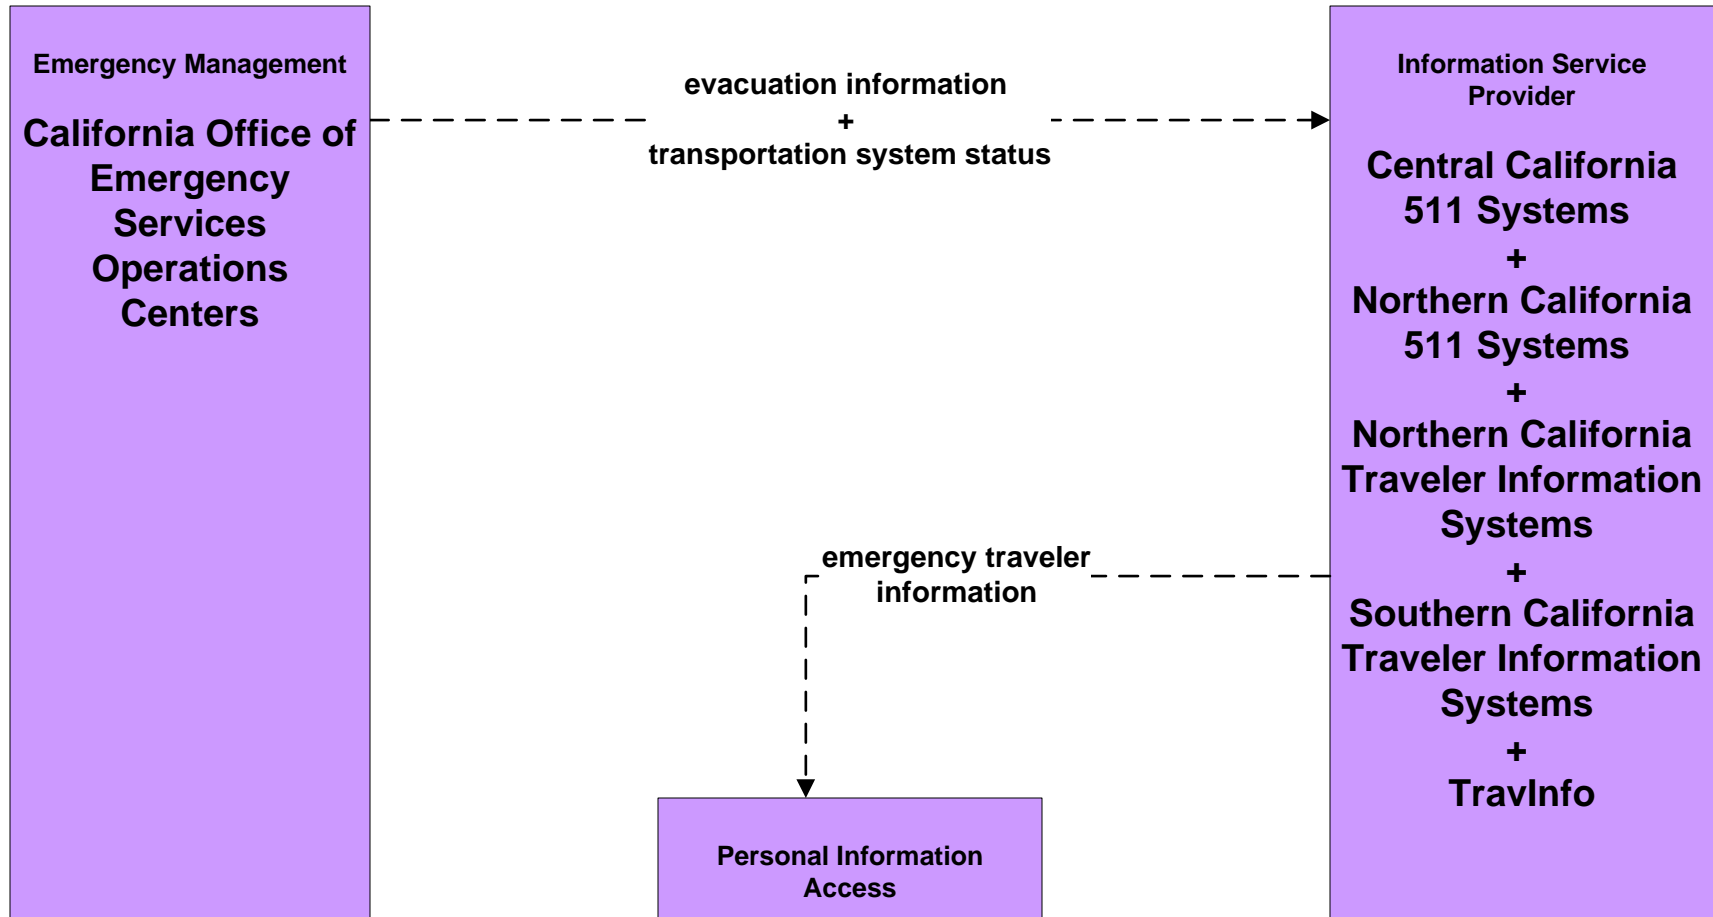 Emergency Management
California Office of
Emergency
Services
Operations
Centers
evacuation information
+
transportation system status
Information Service
Provider
Central California
511 Systems
+
Northern California
511 Systems
+
Northern California
Traveler Information
Systems
+
Southern California
Traveler Information
Systems
+
TravInfo
emergency traveler
information
Personal Information
Access